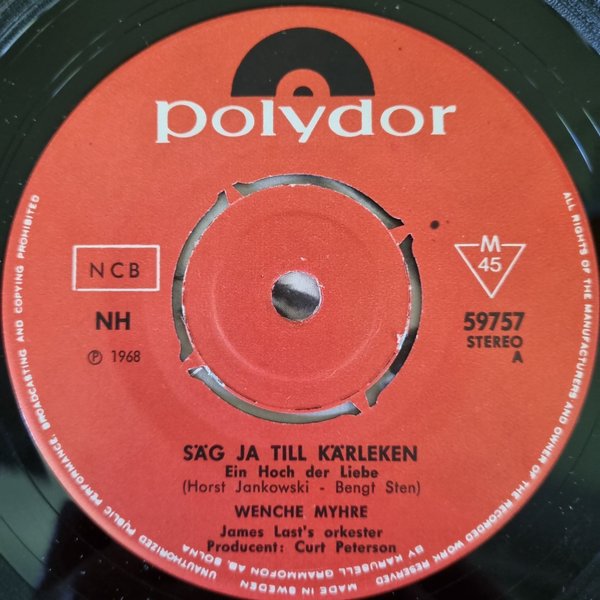 polydor
NCB
NH
℗ 1968
M
45
59757
STEREO
A
SÄG JA TILL KÄRLEKEN
Ein Hoch der Liebe
(Horst Jankowski - Bengt Sten)
WENCHE MYHRE
James Last's orkester
Producent: Curt Peterson
ALL RIGHTS OF THE MANUFACTURERS AND OWNER OF THE RECORDED WORK RESERVED
UNAUTHORIZED PUBLIC PERFORMANCE, BROADCASTING AND COPYING PROHIBITED
BY KARUSELL GRAMMOFON AB, SOLNA
MADE IN SWEDEN